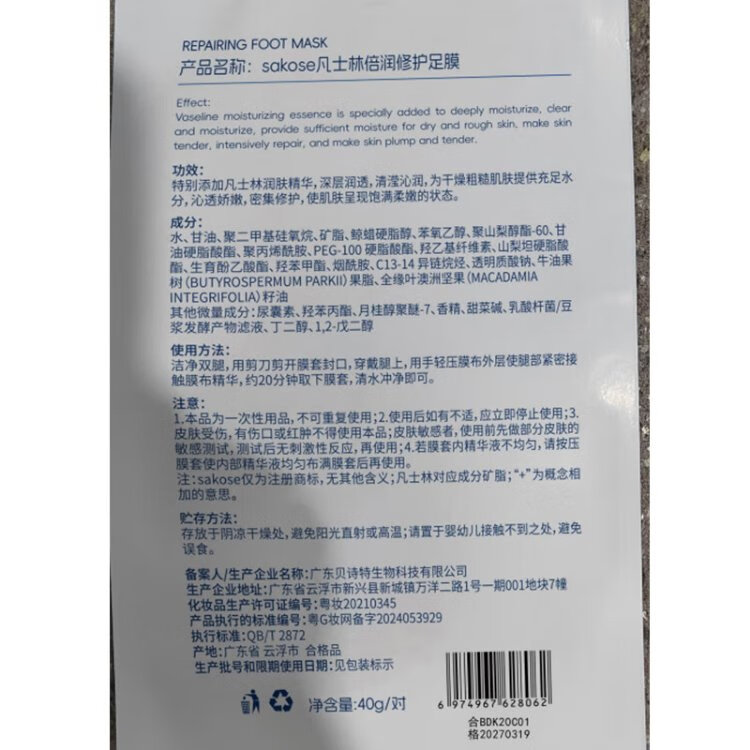 REPAIRING FOOT MASK
产品名称：sakose凡士林倍润修护足膜
Effect:
Vaseline moisturizing essence is specially added to deeply moisturize, clear
and moisturize, provide sufficient moisture for dry and rough skin, make skin
tender, intensively repair, and make skin plump and tender.
功效：
特别添加凡士林润肤精华，深层润透，清滢沁润，为干燥粗糙肌肤提供充足水
分，沁透娇嫩，密集修护，使肌肤呈现饱满柔嫩的状态。
成分：
水、甘油、聚二甲基硅氧烷、矿脂、鲸蜡硬脂醇、苯氧乙醇、聚山梨醇酯-60、甘
油硬脂酸酯、聚丙烯酰胺、PEG-100 硬脂酸酯、羟乙基纤维素、山梨坦硬脂酸
酯、生育酚乙酸酯、羟苯甲酯、烟酰胺、C13-14 异链烷烃、透明质酸钠、牛油果
树（BUTYROSPERMUM PARKII）果脂、全缘叶澳洲坚果（MACADAMIA
INTEGRIFOLIA）籽油
其他微量成分：尿囊素、羟苯丙酯、月桂醇聚醚-7、香精、甜菜碱、乳酸杆菌/豆
浆发酵产物滤液、丁二醇、1,2-戊二醇
使用方法：
洁净双腿，用剪刀剪开膜套封口，穿戴腿上，用手轻压膜布外层使腿部紧密接
触膜布精华，约20分钟取下膜套，清水冲净即可。
注意：
1.本品为一次性用品，不可重复使用；2.使用后如有不适，应立即停止使用；3.
皮肤受伤，有伤口或红肿不得使用本品；皮肤敏感者，使用前先做部分皮肤的
敏感测试，测试后无刺激性反应，再使用；4.若膜套内精华液不均匀，请按压
膜套使内部精华液均匀布满膜套后再使用。
注：sakose仅为注册商标，无其他含义；凡士林对应成分矿脂；“+”为概念相
加的意思。
贮存方法：
存放于阴凉干燥处，避免阳光直射或高温；请置于婴幼儿接触不到之处，避免
误食。
备案人/生产企业名称：广东贝诗特生物科技有限公司
生产企业地址：广东省云浮市新兴县新城镇万洋二路1号一期001地块7幢
化妆品生产许可证编号：粤妆20210345
产品执行的标准编号：粤G妆网备字2024053929
执行标准：QB/T 2872
产地：广东省 云浮市 合格品
生产批号和限期使用日期：见包装标示
净含量:40g/对
6 974967 628062
合BDK20C01
格20270319